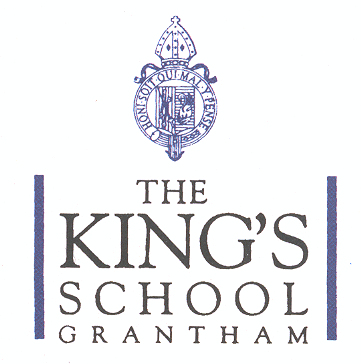 HONI·SOIT·QUI·MAL·Y·PENSE
THE
KING'S
SCHOOL
GRANTHAM